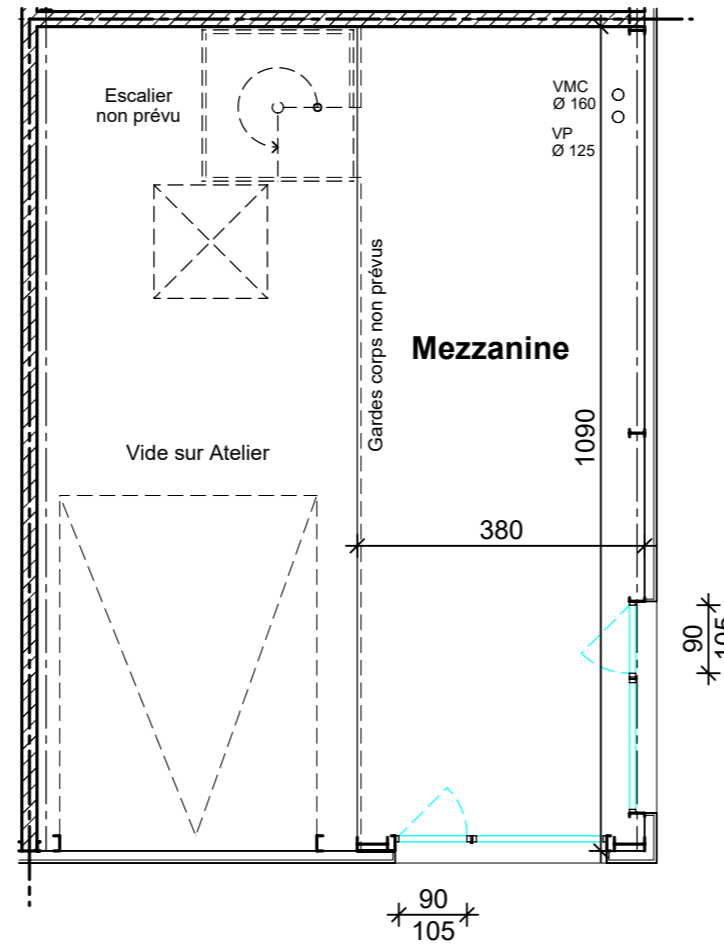 Escalier
non prévu
VMC
Ø 160
VP
Ø 125
Gardes corps non prévus
Mezzanine
Vide sur Atelier
1090
380
90
105
90
105